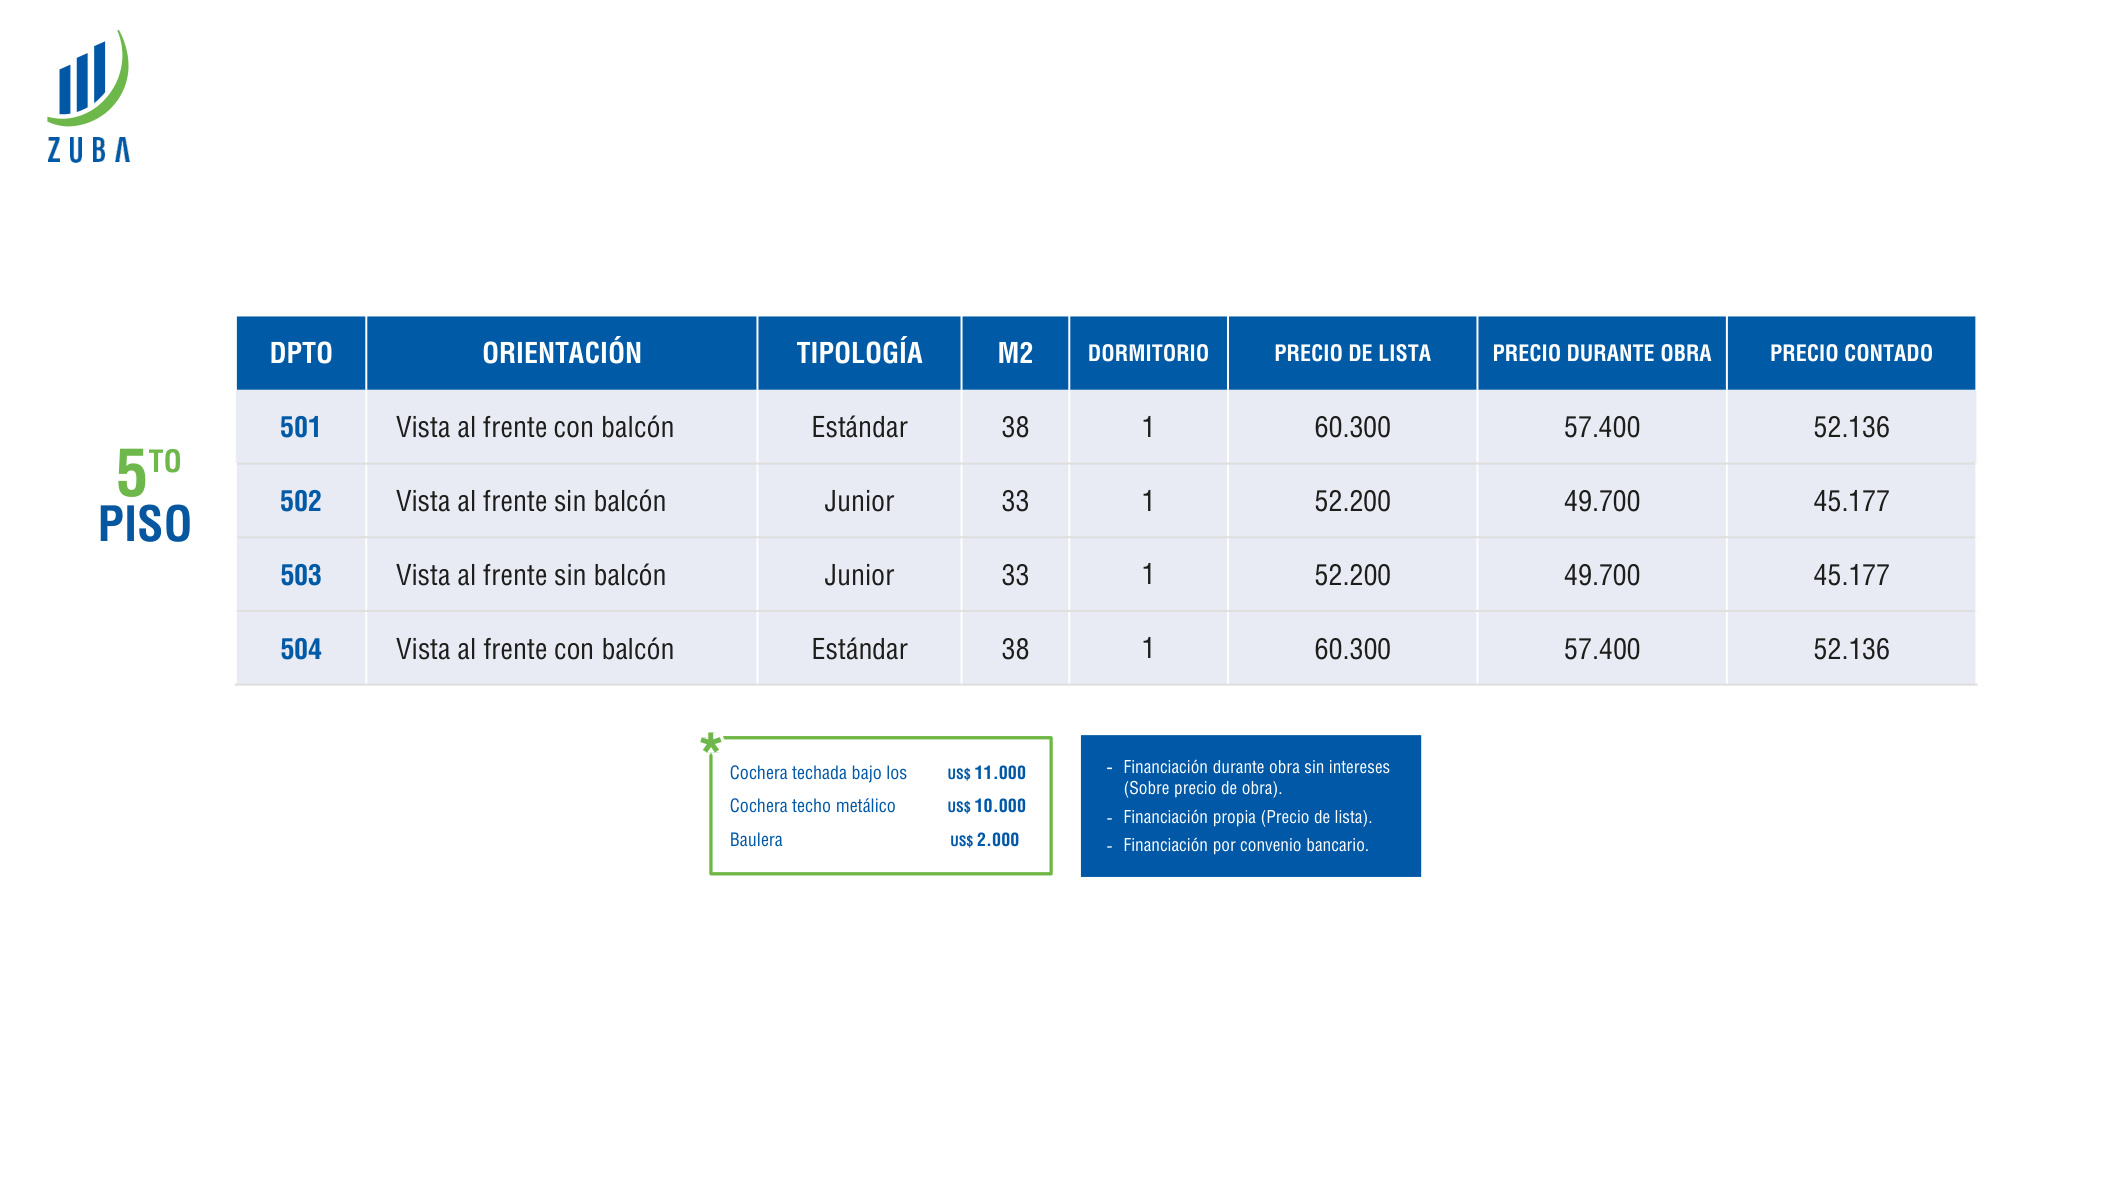 ZUBA
DPTO ORIENTACIÓN TIPOLOGÍA M2 DORMITORIO PRECIO DE LISTA PRECIO DURANTE OBRA PRECIO CONTADO
5TO PISO
501 Vista al frente con balcón Estándar 38 1 60.300 57.400 52.136
502 Vista al frente sin balcón Junior 33 1 52.200 49.700 45.177
503 Vista al frente sin balcón Junior 33 1 52.200 49.700 45.177
504 Vista al frente con balcón Estándar 38 1 60.300 57.400 52.136
*
Cochera techada bajo los US$ 11.000
Cochera techo metálico US$ 10.000
Baulera US$ 2.000
- Financiación durante obra sin intereses
(Sobre precio de obra).
- Financiación propia (Precio de lista).
- Financiación por convenio bancario.